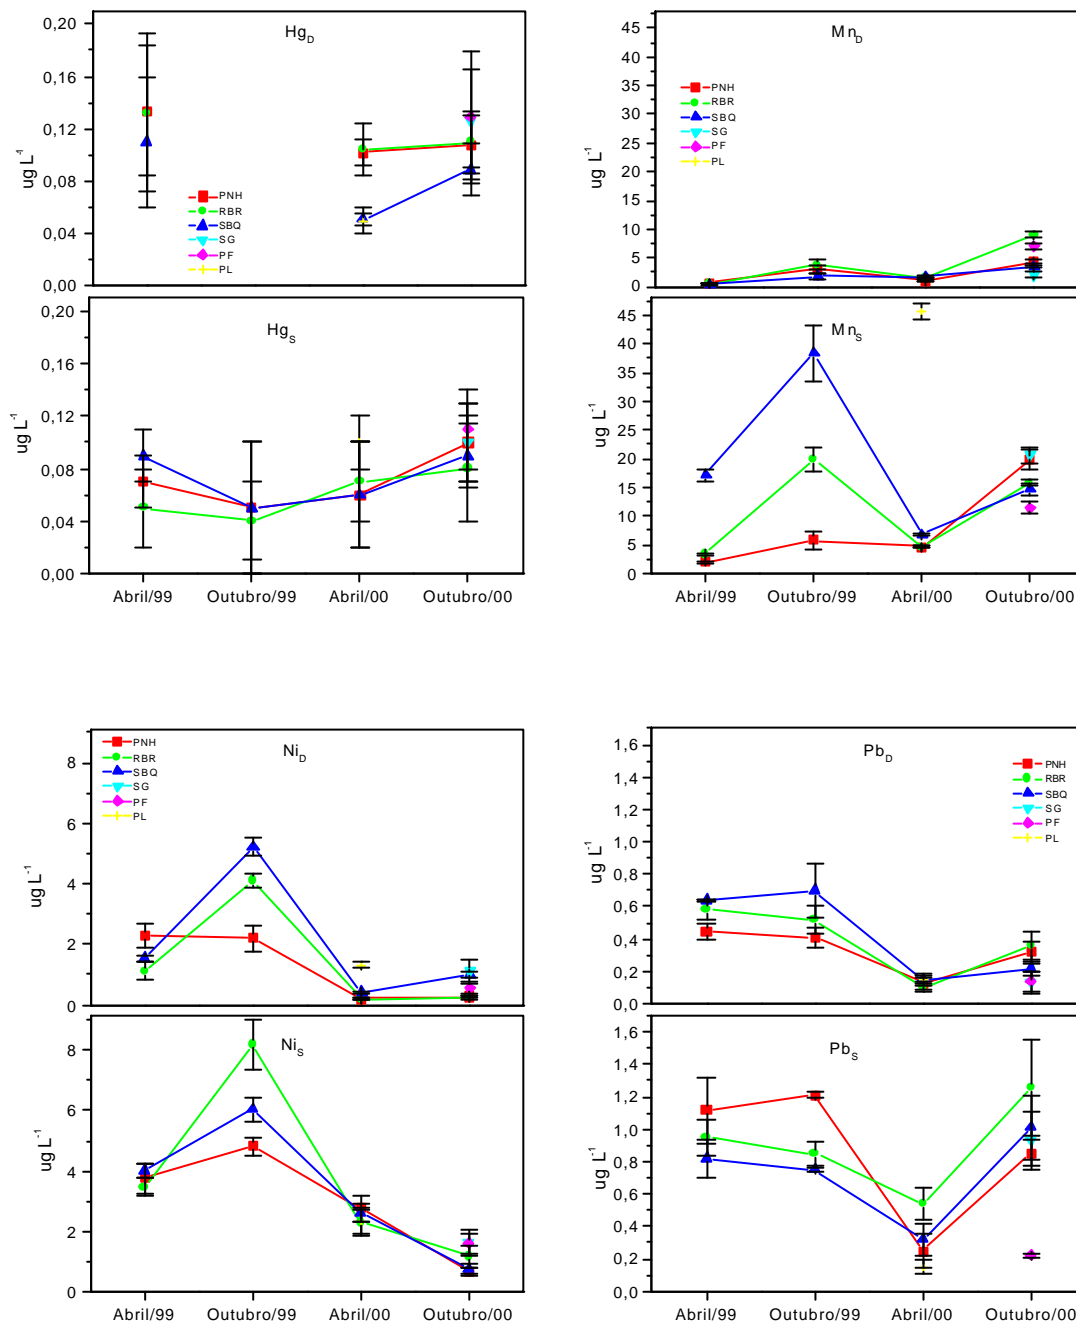 Hg_D
0,20
0,16
0,12
0,08
0,04
0,00
ug L^-1
PNH
RBR
SBQ
SG
PF
PL
Hg_S
0,20
0,16
0,12
0,08
0,04
0,00
ug L^-1
Abril/99 Outubro/99 Abril/00 Outubro/00
Mn_D
45
40
35
30
25
20
15
10
5
0
ug L^-1
PNH
RBR
SBQ
SG
PF
PL
Mn_S
45
40
35
30
25
20
15
10
5
0
ug L^-1
Abril/99 Outubro/99 Abril/00 Outubro/00
Ni_D
8
6
4
2
0
ug L^-1
PNH
RBR
SBQ
SG
PF
PL
Ni_S
8
6
4
2
0
ug L^-1
Abril/99 Outubro/99 Abril/00 Outubro/00
Pb_D
1,6
1,4
1,2
1,0
0,8
0,6
0,4
0,2
0,0
ug L^-1
PNH
RBR
SBQ
SG
PF
PL
Pb_S
1,6
1,4
1,2
1,0
0,8
0,6
0,4
0,2
0,0
ug L^-1
Abril/99 Outubro/99 Abril/00 Outubro/00